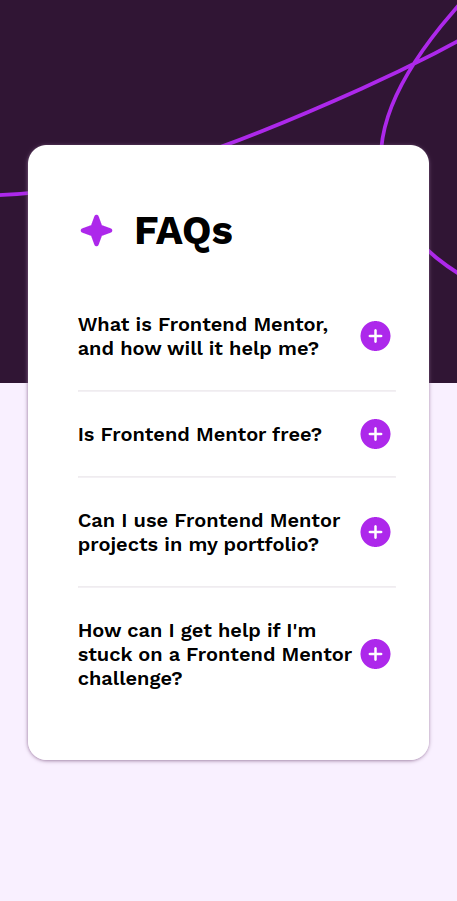 FAQs
What is Frontend Mentor,
and how will it help me?
Is Frontend Mentor free?
Can I use Frontend Mentor
projects in my portfolio?
How can I get help if I'm
stuck on a Frontend Mentor
challenge?